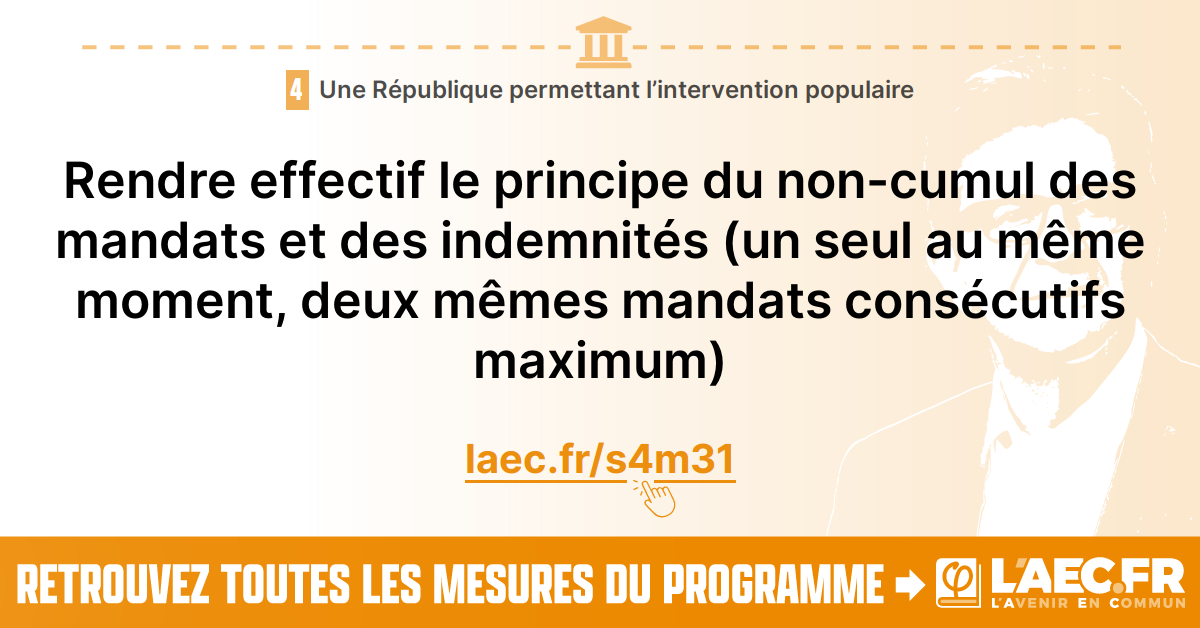 4 Une République permettant l’intervention populaire
Rendre effectif le principe du non-cumul des
mandats et des indemnités (un seul au même
moment, deux mêmes mandats consécutifs
maximum)
laec.fr/s4m31
RETROUVEZ TOUTES LES MESURES DU PROGRAMME
L'AEC.FR
L'AVENIR EN COMMUN